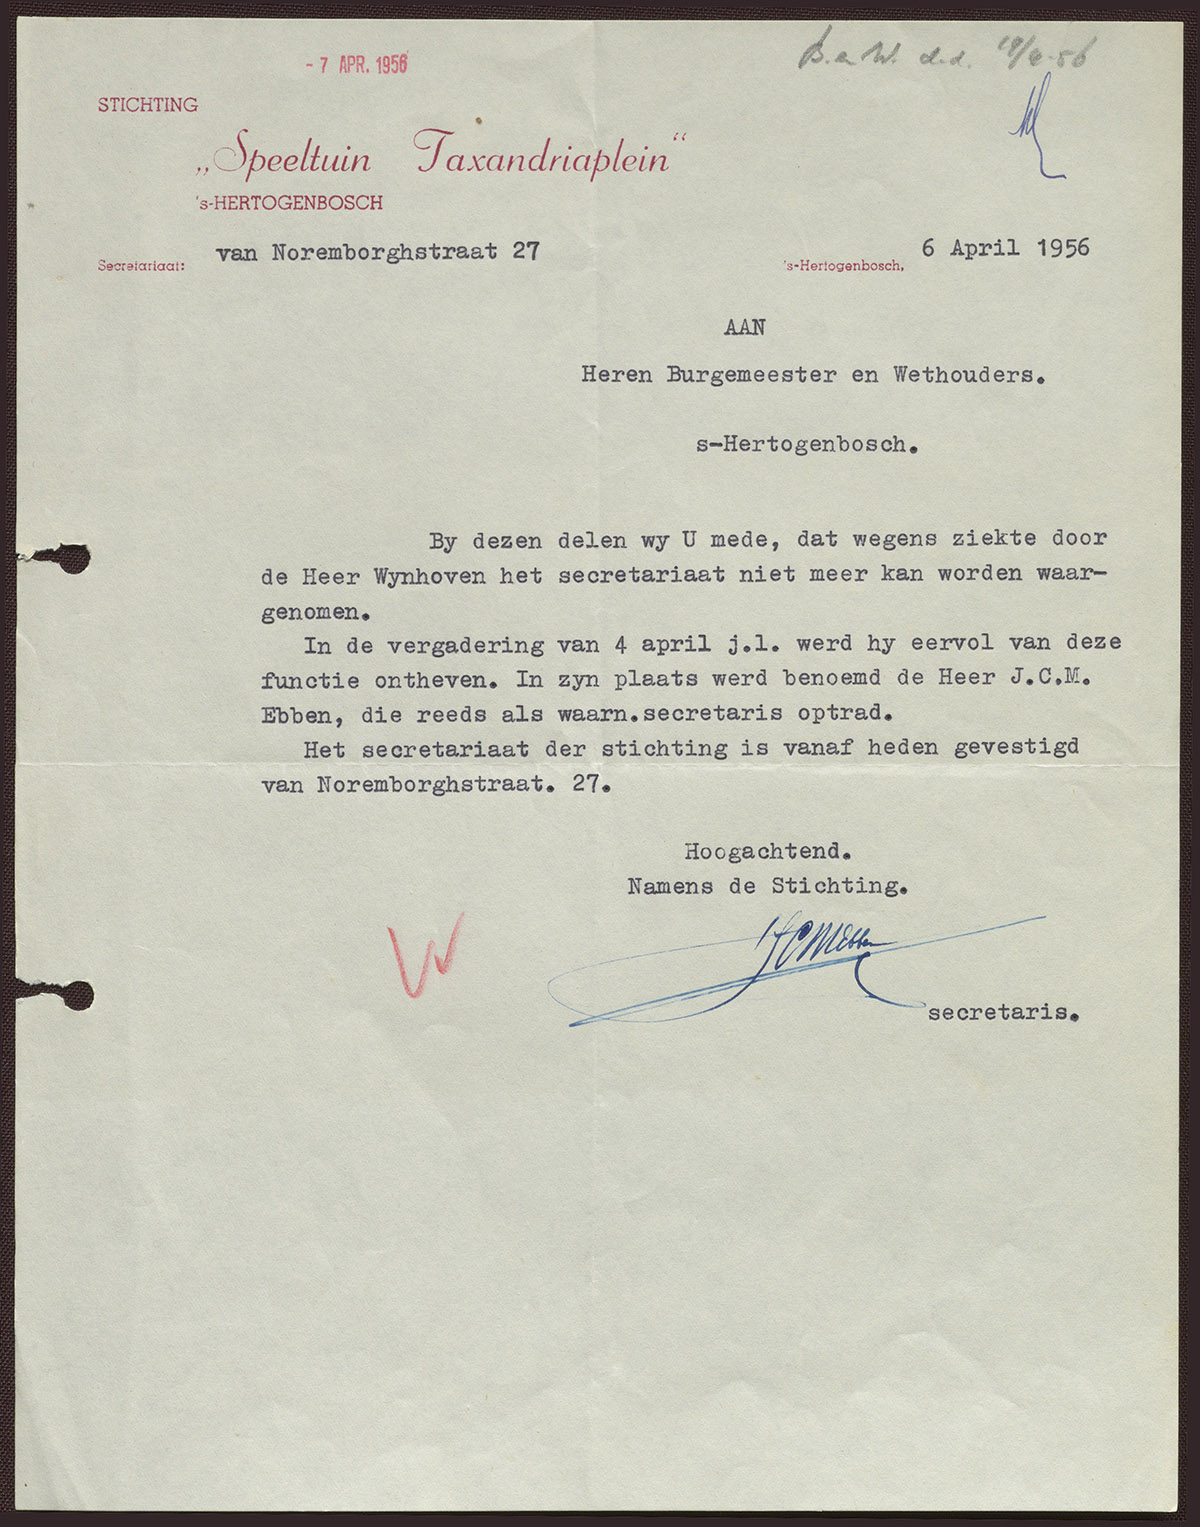 - 7 APR. 1956
B. en W. d.d.
STICHTING
„Speeltuin Taxandriaplein“
's-HERTOGENBOSCH
Secretariaat: van Noremborghstraat 27
's-Hertogenbosch, 6 April 1956
AAN
Heren Burgemeester en Wethouders.
s-Hertogenbosch.
By dezen delen wy U mede, dat wegens ziekte door
de Heer Wynhoven het secretariaat niet meer kan worden waar-
genomen.
In de vergadering van 4 april j.l. werd hy eervol van deze
functie ontheven. In zyn plaats werd benoemd de Heer J.C.M.
Ebben, die reeds als waarn.secretaris optrad.
Het secretariaat der stichting is vanaf heden gevestigd
van Noremborghstraat. 27.
Hoogachtend.
Namens de Stichting.
JCMEbben
secretaris.